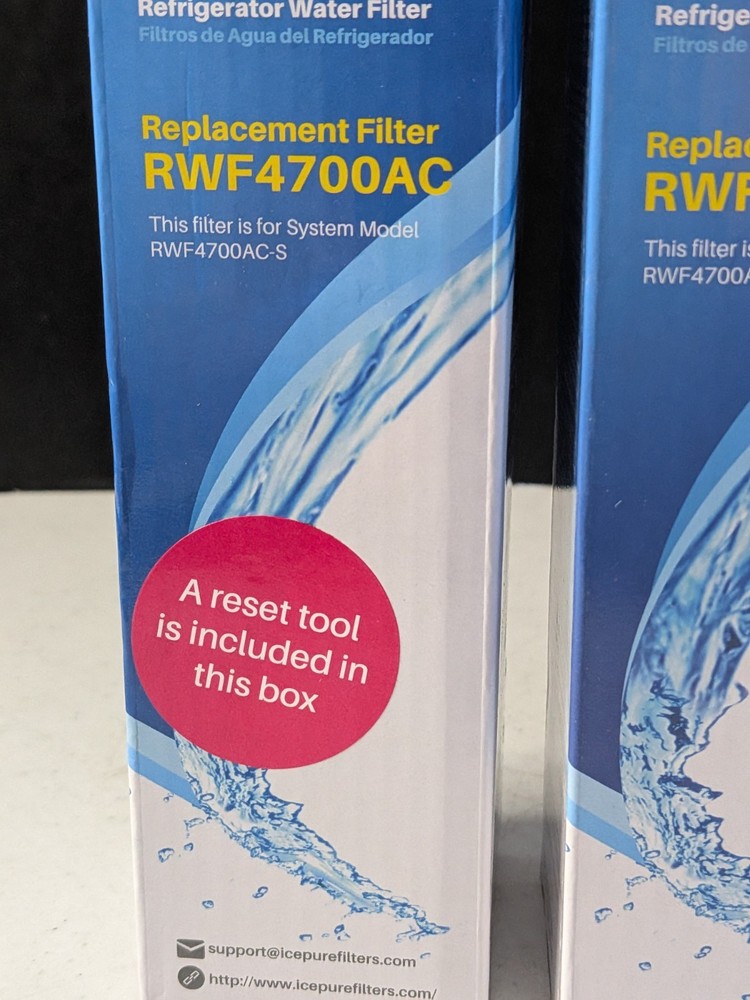 Refrigerator Water Filter
Filtros de Agua del Refrigerador
Replacement Filter
RWF4700AC
This filter is for System Model
RWF4700AC-S
A reset tool
is included in
this box
support@icepurefilters.com
http://www.icepurefilters.com/
Refrige
Filtros de
Repla
RWF
This filter is
RWF4700A